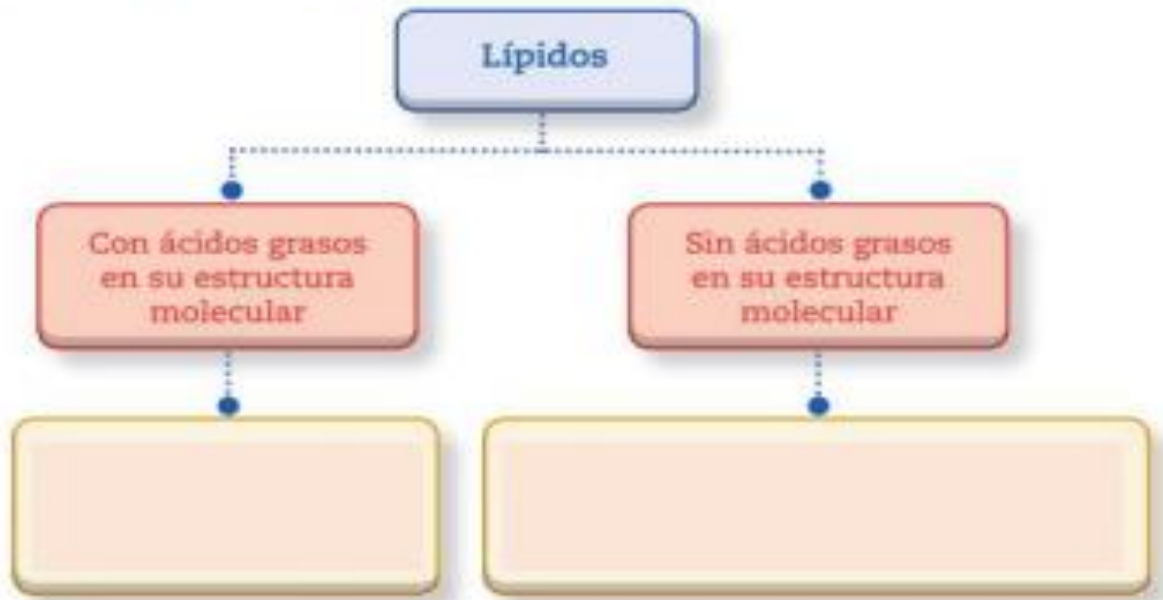 Lípidos
Con ácidos grasos
en su estructura
molecular
Sin ácidos grasos
en su estructura
molecular